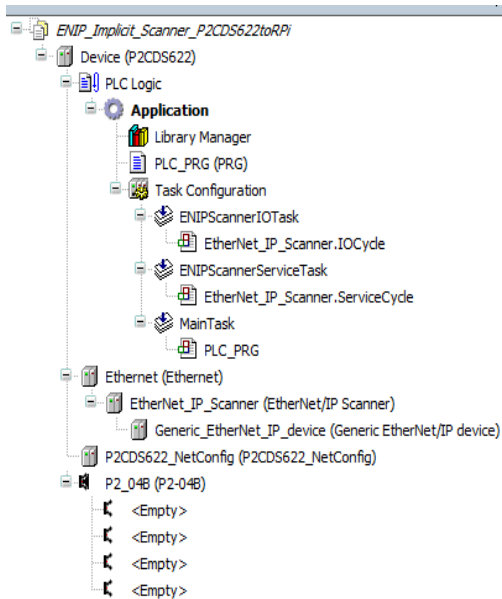 ENIP_Implicit_Scanner_P2CDS622toRPi
Device (P2CDS622)
PLC Logic
Application
Library Manager
PLC_PRG (PRG)
Task Configuration
ENIPScannerIOTask
EtherNet_IP_Scanner.IOCycle
ENIPScannerServiceTask
EtherNet_IP_Scanner.ServiceCycle
MainTask
PLC_PRG
Ethernet (Ethernet)
EtherNet_IP_Scanner (EtherNet/IP Scanner)
Generic_EtherNet_IP_device (Generic EtherNet/IP device)
P2CDS622_NetConfig (P2CDS622_NetConfig)
P2_04B (P2-04B)
<Empty>
<Empty>
<Empty>
<Empty>